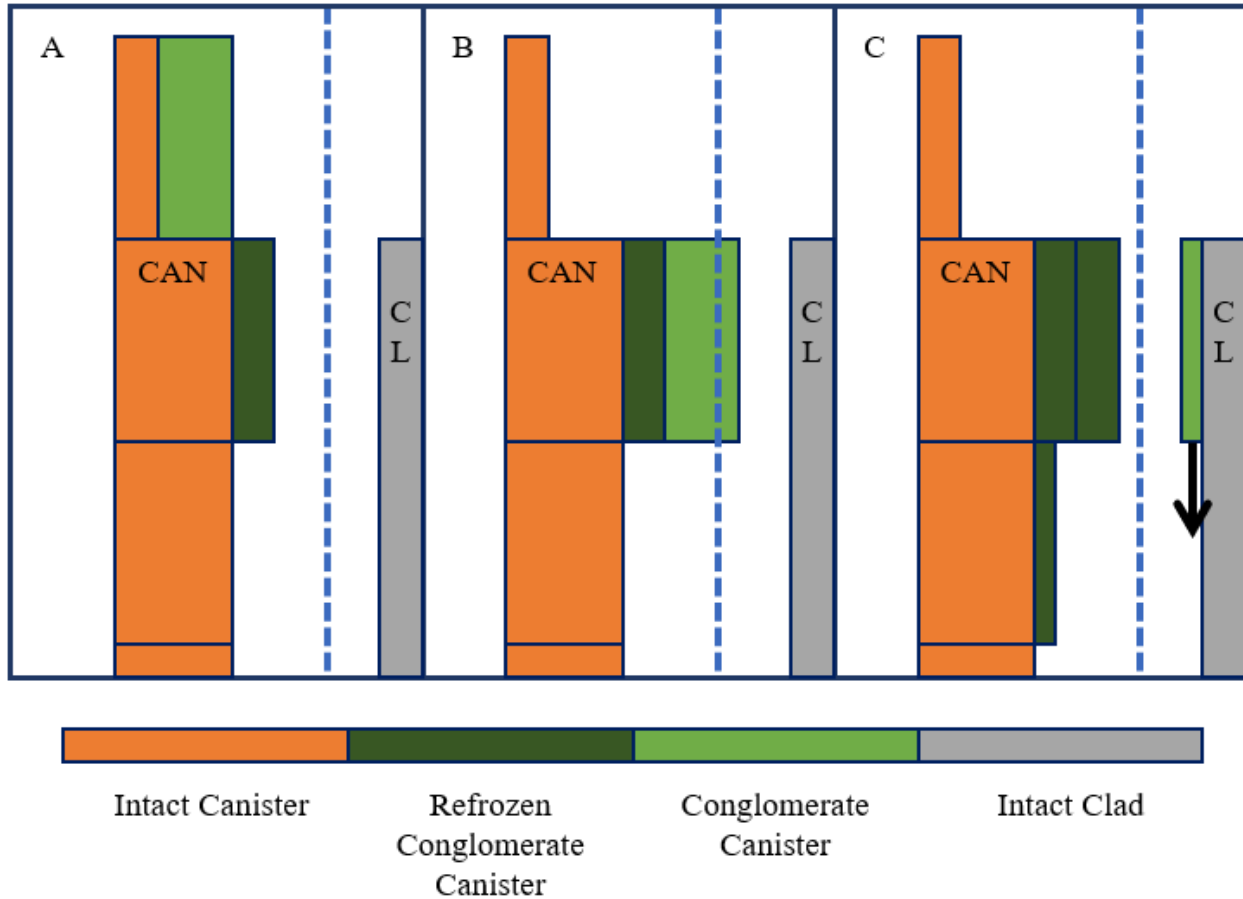 A
B
C
CAN
CAN
CAN
C
L
C
L
C
L
Intact Canister
Refrozen
Conglomerate
Canister
Conglomerate
Canister
Intact Clad